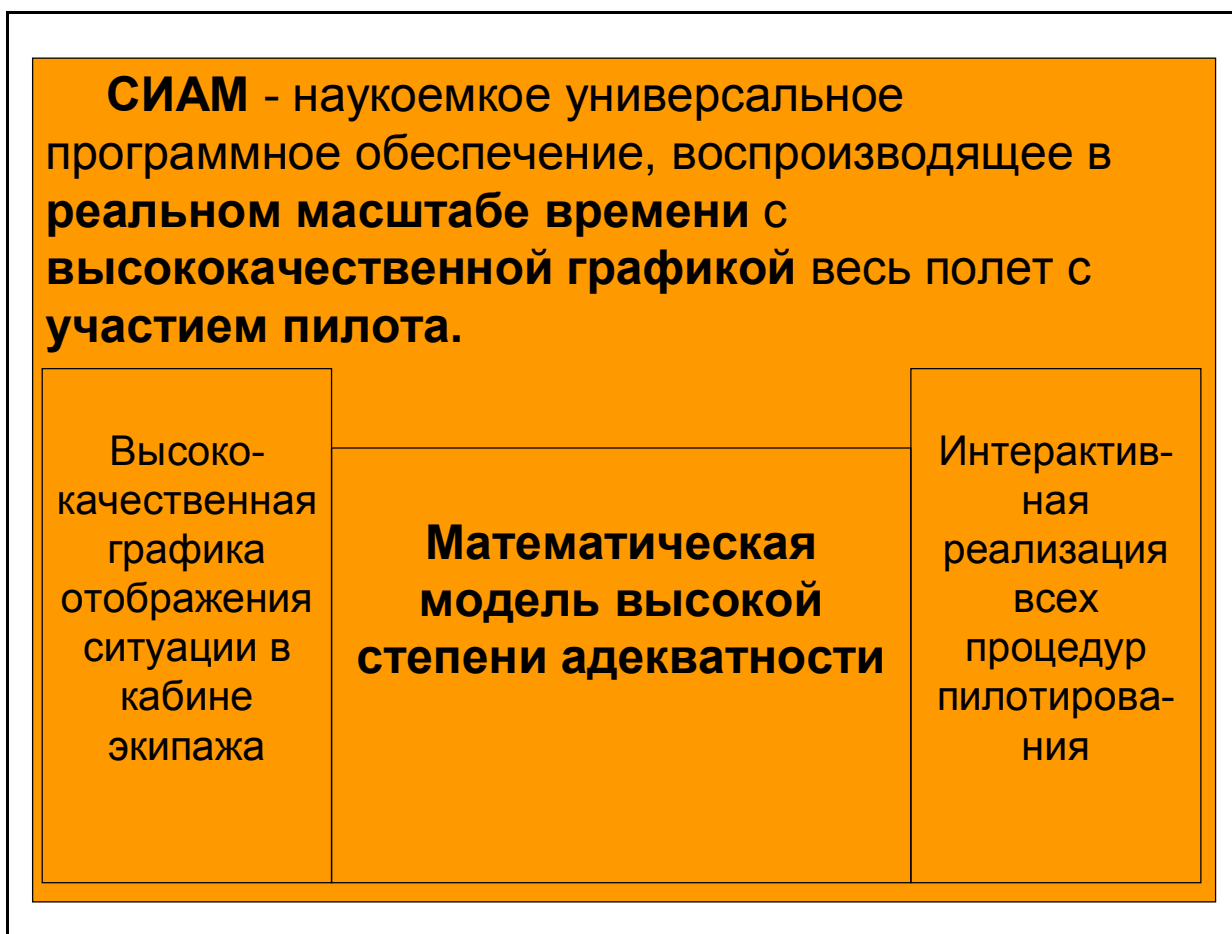 СИАМ - наукоемкое универсальное
программное обеспечение, воспроизводящее в
реальном масштабе времени с
высококачественной графикой весь полет с
участием пилота.
Высоко-
качественная
графика
отображения
ситуации в
кабине
экипажа
Математическая
модель высокой
степени адекватности
Интерактив-
ная
реализация
всех
процедур
пилотирова-
ния